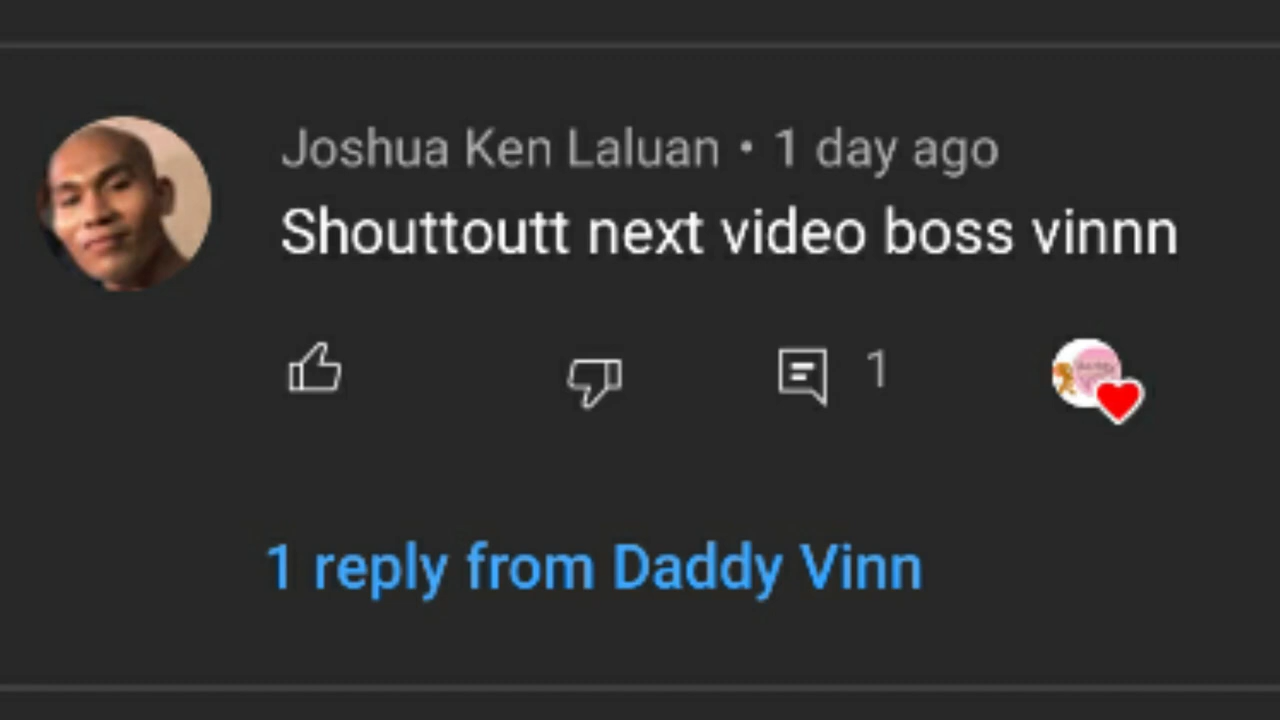 Joshua Ken Laluan • 1 day ago
Shouttoutt next video boss vinnn
1
1 reply from Daddy Vinn